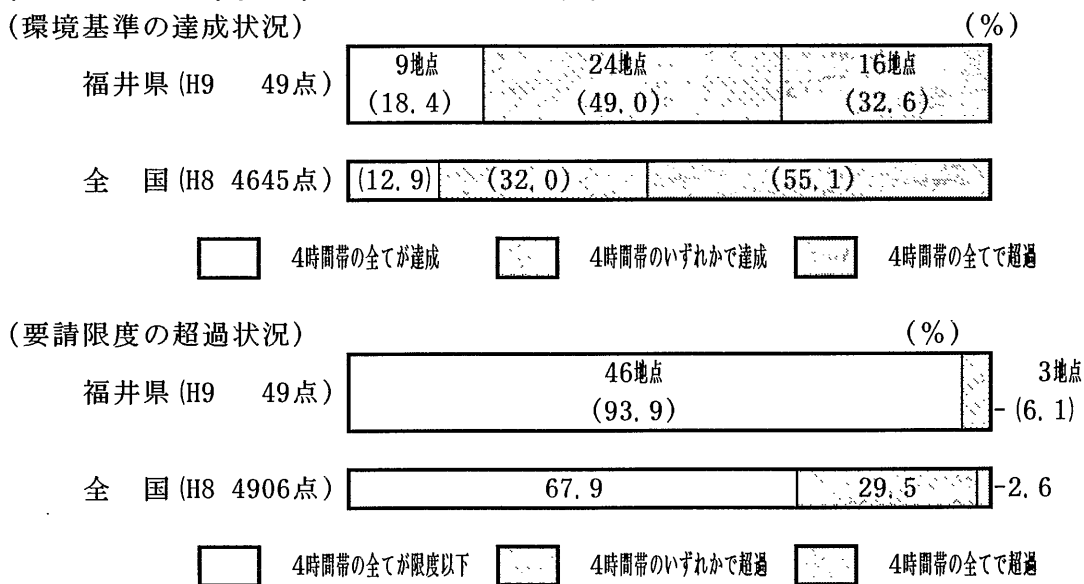 (環境基準の達成状況) (%)
9地点 24地点 16地点
福井県(H9 49点) (18.4) (49.0) (32.6)
全 国(H8 4645点) (12.9) (32.0) (55.1)
4時間帯の全てが達成 4時間帯のいずれかで達成 4時間帯の全てで超過
(要請限度の超過状況) (%)
46地点 3地点
福井県(H9 49点) (93.9) (6.1)
全 国(H8 4906点) 67.9 29.5 2.6
4時間帯の全てが限度以下 4時間帯のいずれかで超過 4時間帯の全てで超過